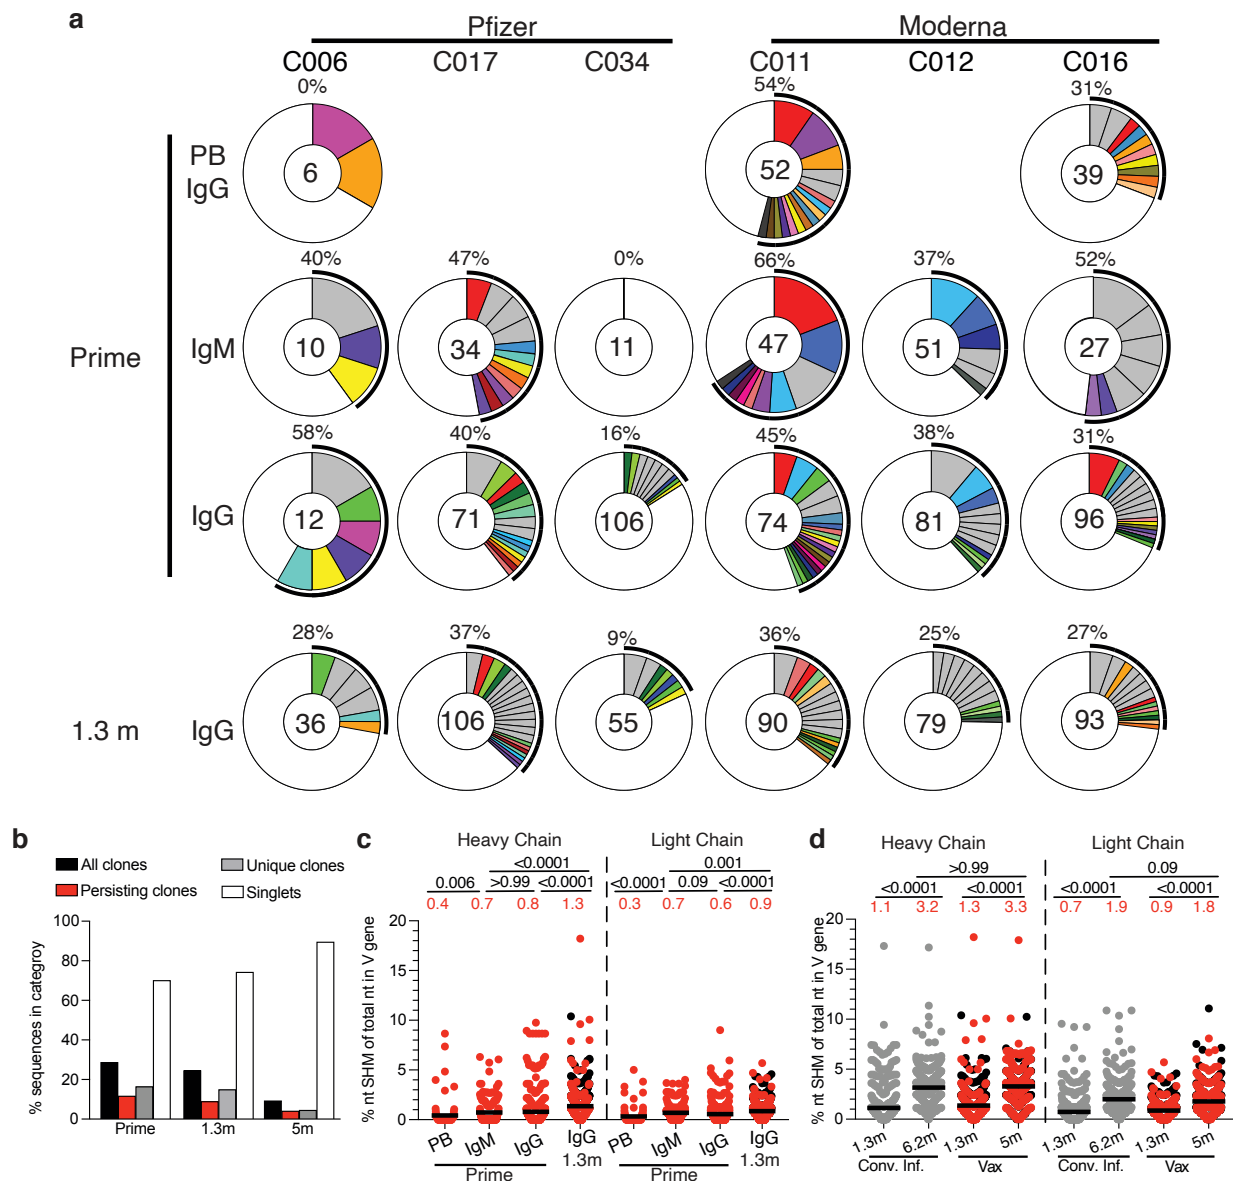 a
Pfizer Moderna
C006 C017 C034 C011 C012 C016
0% 54% 31%
PB
IgG
6 52 39
40% 47% 0% 66% 37% 52%
Prime IgM
10 34 11 47 51 27
58% 40% 16% 45% 38% 31%
IgG
12 71 106 74 81 96
28% 37% 9% 36% 25% 27%
1.3 m IgG
36 106 55 90 79 93
b
All clones Unique clones
Persisting clones Singlets
% sequences in categroy
100
80
60
40
20
0
Prime 1.3m 5m
c
Heavy Chain Light Chain
<0.0001 0.001
0.006 >0.99 <0.0001 <0.0001 0.09 <0.0001
0.4 0.7 0.8 1.3 0.3 0.7 0.6 0.9
% nt SHM of total nt in V gene
20
15
10
5
0
PB IgM IgG IgG PB IgM IgG IgG
1.3m 1.3m
Prime Prime
d
Heavy Chain Light Chain
>0.99 0.09
<0.0001 <0.0001 <0.0001 <0.0001
1.1 3.2 1.3 3.3 0.7 1.9 0.9 1.8
% nt SHM of total nt in V gene
20
15
10
5
0
1.3m 6.2m 1.3m 5m 1.3m 6.2m 1.3m 5m
Conv. Inf. Vax Conv. Inf. Vax